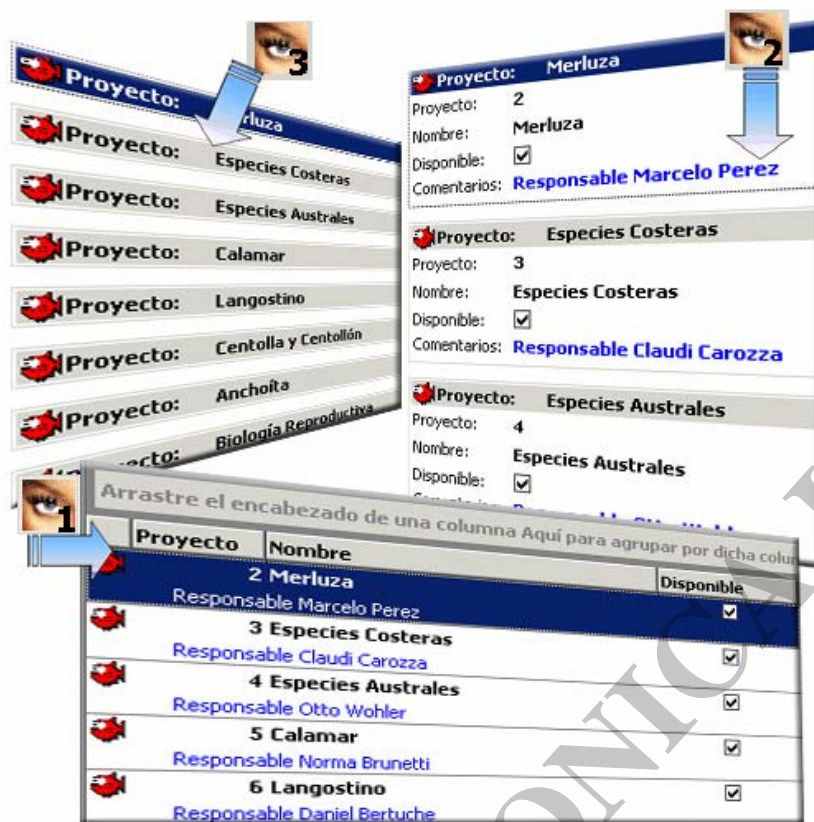 3
Proyecto: Merluza
Proyecto: Especies Costeras
Proyecto: Especies Australes
Proyecto: Calamar
Proyecto: Langostino
Proyecto: Centolla y Centollón
Proyecto: Anchoíta
Biología Reproductiva
2
Proyecto: Merluza
Proyecto: 2
Nombre: Merluza
Disponible:
Comentarios: Responsable Marcelo Perez
Proyecto: Especies Costeras
Proyecto: 3
Nombre: Especies Costeras
Disponible:
Comentarios: Responsable Claudi Carozza
Proyecto: Especies Australes
Proyecto: 4
Nombre: Especies Australes
Disponible:
1
Arrastre el encabezado de una columna Aquí para agrupar por dicha colu
Proyecto Nombre Disponible
2 Merluza
Responsable Marcelo Perez
3 Especies Costeras
Responsable Claudi Carozza
4 Especies Australes
Responsable Otto Wohler
5 Calamar
Responsable Norma Brunetti
6 Langostino
Responsable Daniel Bertuche